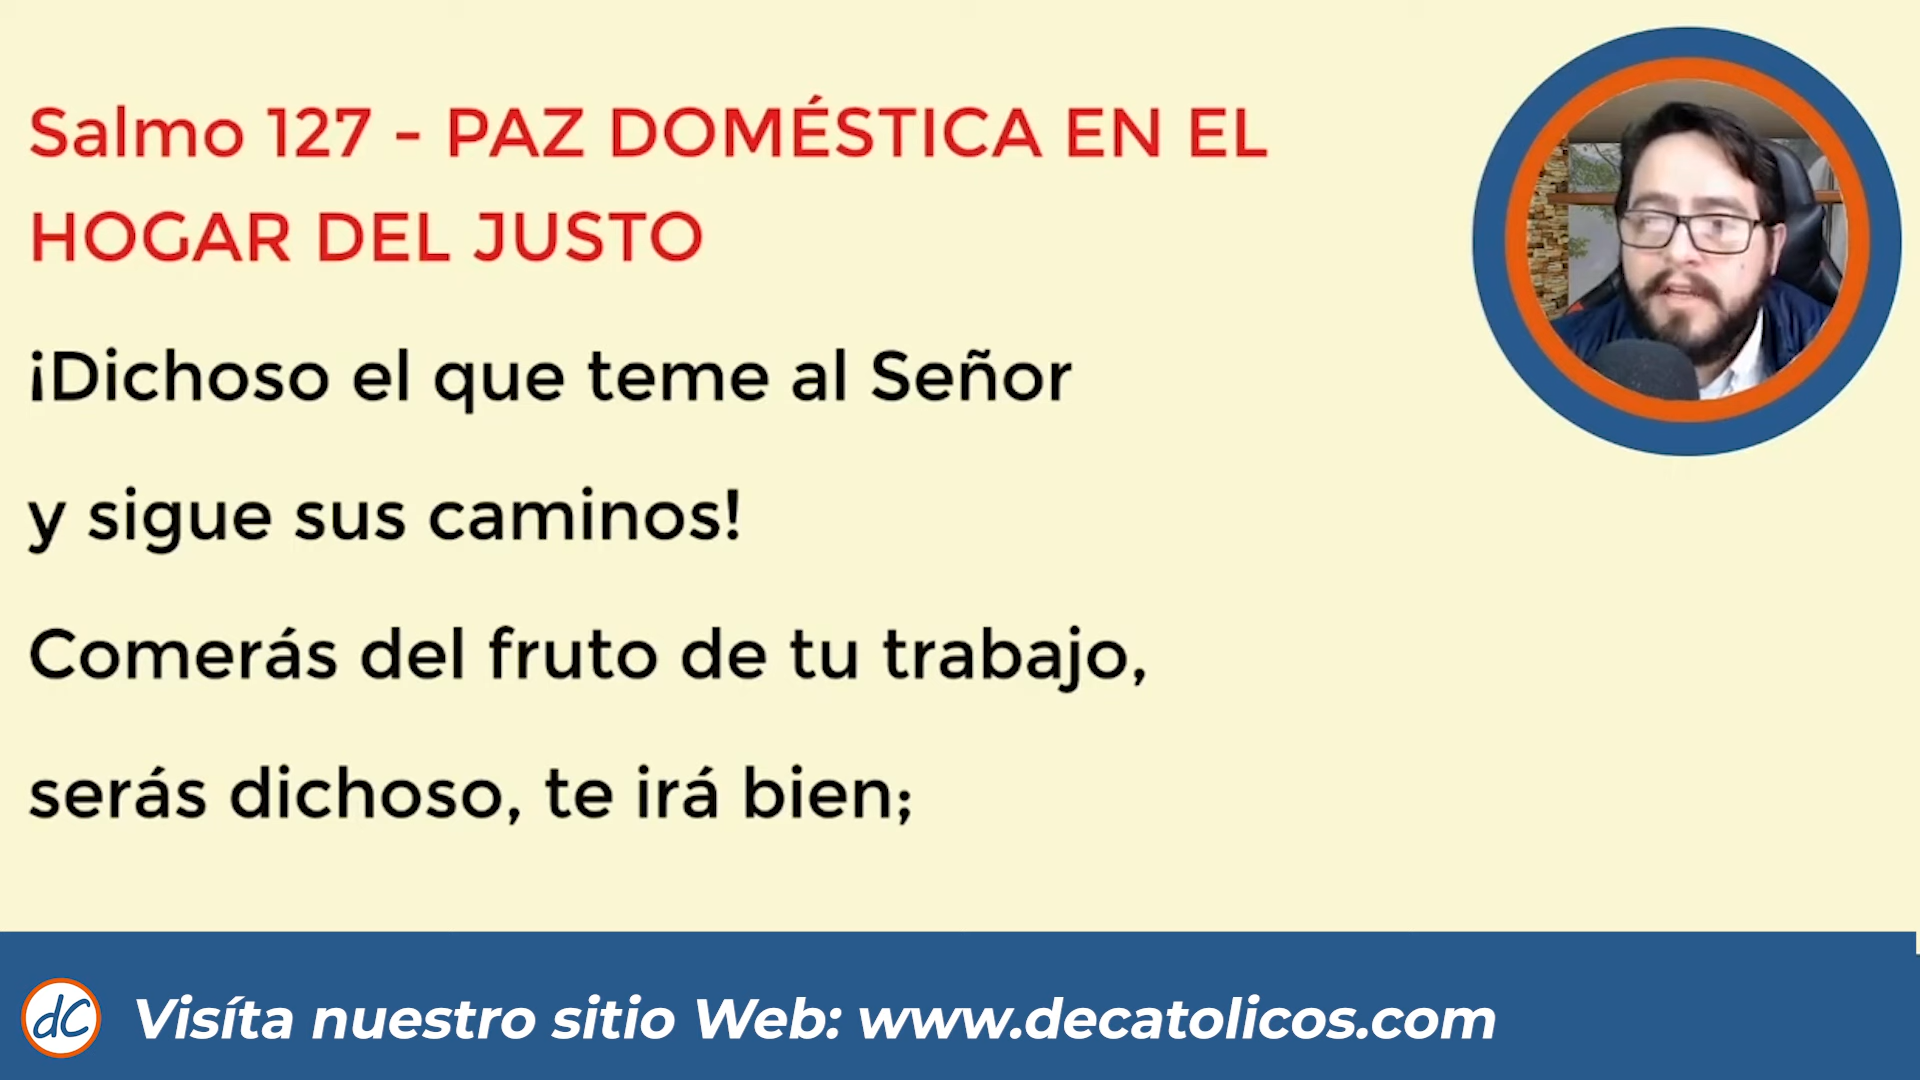 Salmo 127 - PAZ DOMÉSTICA EN EL
HOGAR DEL JUSTO
¡Dichoso el que teme al Señor
y sigue sus caminos!
Comerás del fruto de tu trabajo,
serás dichoso, te irá bien;
dC Visíta nuestro sitio Web: www.decatolicos.com